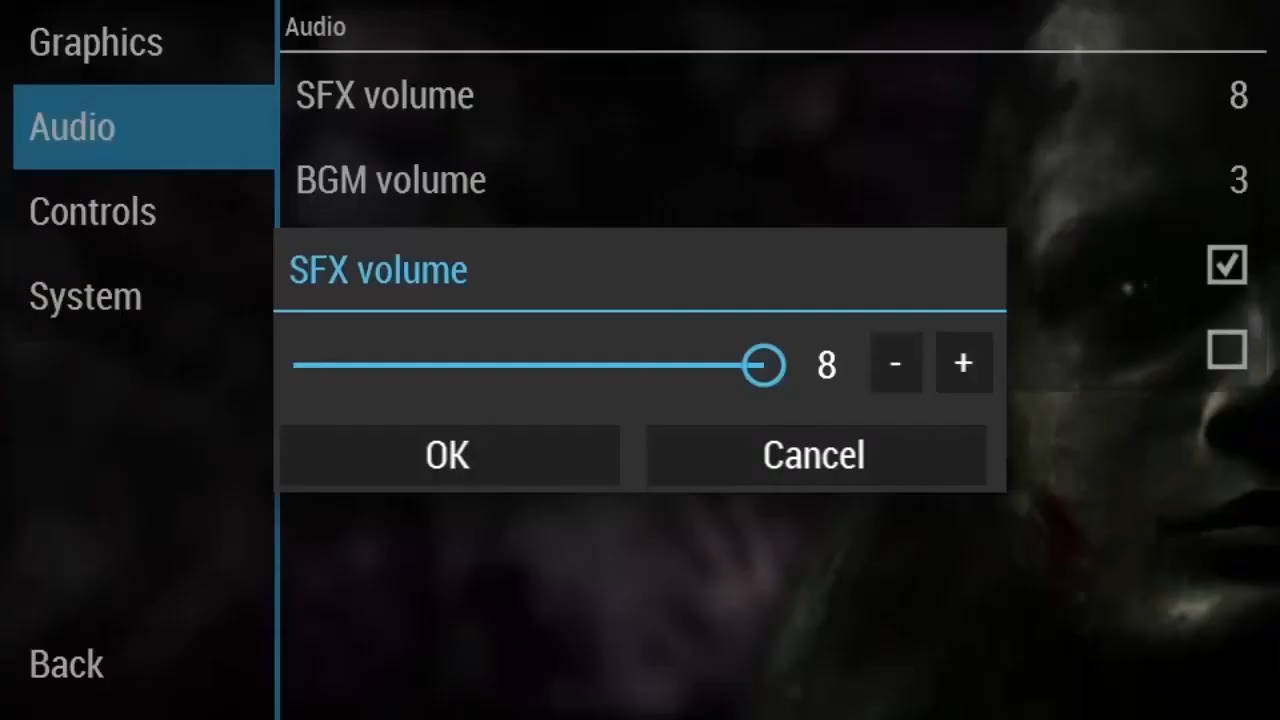 Graphics
Audio
Controls
System
Back
Audio
SFX volume 8
BGM volume 3
SFX volume
8 - +
OK Cancel